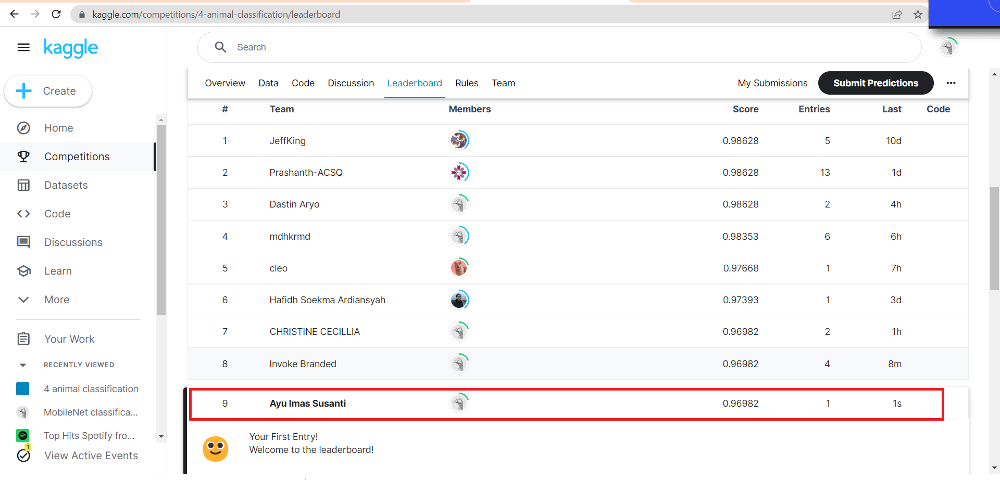 kaggle.com/competitions/4-animal-classification/leaderboard
kaggle
Search
Create
Home
Competitions
Datasets
Code
Discussions
Learn
More
Your Work
RECENTLY VIEWED
4 animal classification
MobileNet classifica...
Top Hits Spotify fro...
1
View Active Events
Overview Data Code Discussion Leaderboard Rules Team My Submissions Submit Predictions
# Team Members Score Entries Last Code
1 JeffKing 0.98628 5 10d
2 Prashanth-ACSQ 0.98628 13 1d
3 Dastin Aryo 0.98628 2 4h
4 mdhkrmd 0.98353 6 6h
5 cleo 0.97668 1 7h
6 Hafidh Soekma Ardiansyah 0.97393 1 3d
7 CHRISTINE CECILLIA 0.96982 2 1h
8 Invoke Branded 0.96982 4 8m
9 Ayu Imas Susanti 0.96982 1 1s
Your First Entry!
Welcome to the leaderboard!